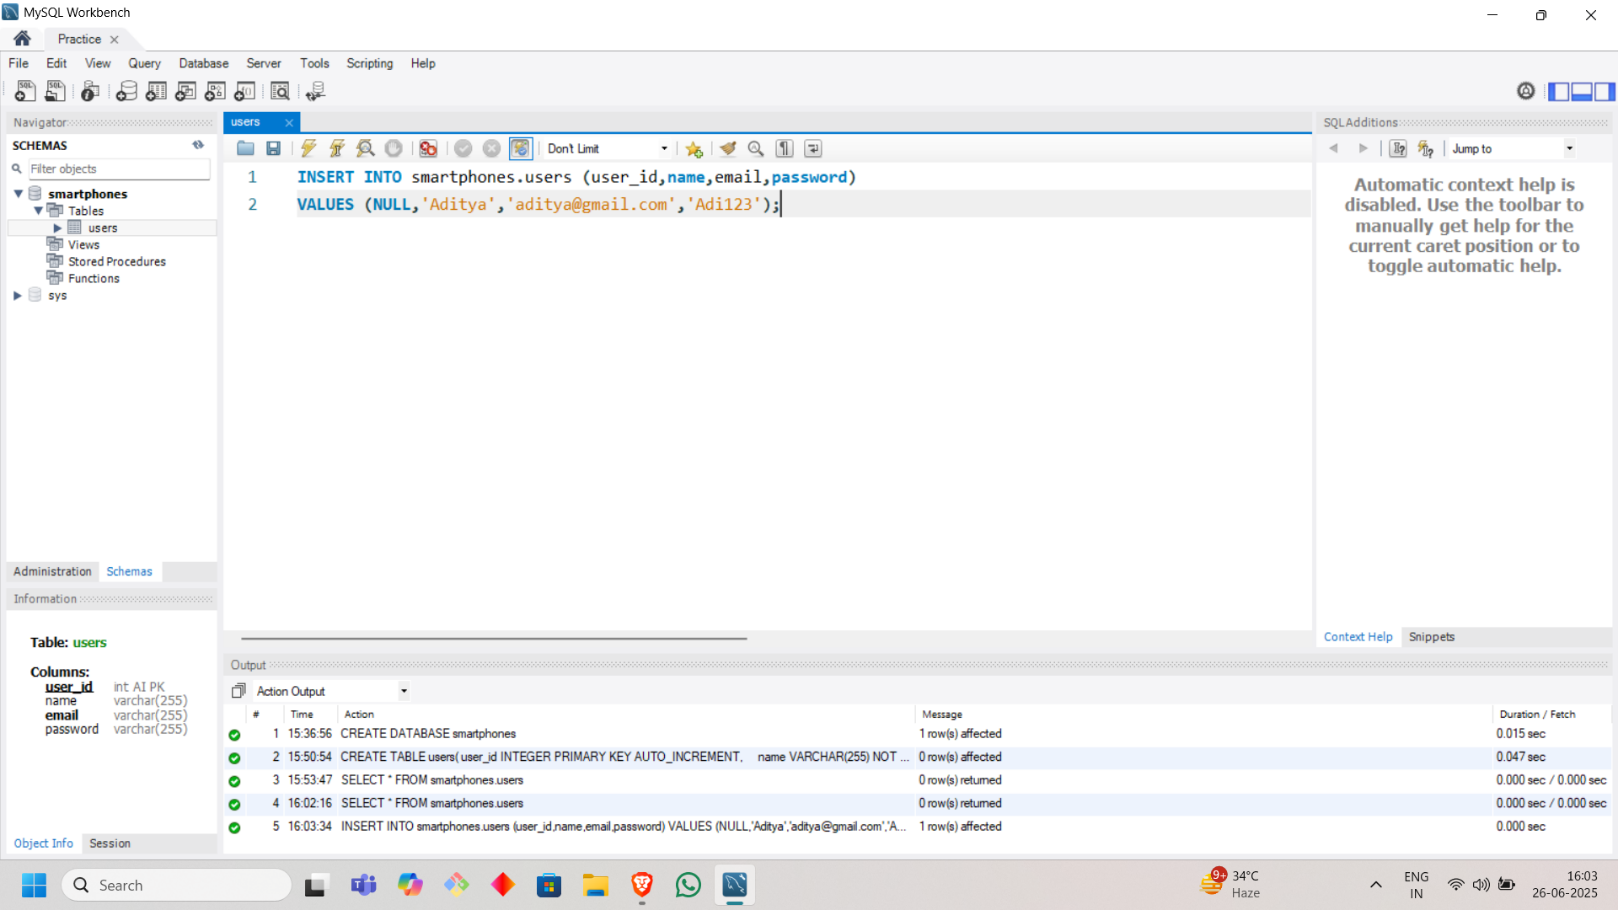 MySQL Workbench
Practice
File Edit View Query Database Server Tools Scripting Help
Navigator
SCHEMAS
Filter objects
smartphones
Tables
users
Views
Stored Procedures
Functions
sys
Administration Schemas
Information
Table: users
Columns:
user_id int AI PK
name varchar(255)
email varchar(255)
password varchar(255)
Object Info Session
users
Don't Limit
1 INSERT INTO smartphones.users (user_id,name,email,password)
2 VALUES (NULL,'Aditya','aditya@gmail.com','Adi123');
SQLAdditions
Jump to
Automatic context help is
disabled. Use the toolbar to
manually get help for the
current caret position or to
toggle automatic help.
Context Help Snippets
Output
Action Output
# Time Action Message Duration / Fetch
1 15:36:56 CREATE DATABASE smartphones 1 row(s) affected 0.015 sec
2 15:50:54 CREATE TABLE users( user_id INTEGER PRIMARY KEY AUTO_INCREMENT, name VARCHAR(255) NOT ... 0 row(s) affected 0.047 sec
3 15:53:47 SELECT * FROM smartphones.users 0 row(s) returned 0.000 sec / 0.000 sec
4 16:02:16 SELECT * FROM smartphones.users 0 row(s) returned 0.000 sec / 0.000 sec
5 16:03:34 INSERT INTO smartphones.users (user_id,name,email,password) VALUES (NULL,'Aditya','aditya@gmail.com','A... 1 row(s) affected 0.000 sec
Search
9+
34°C
Haze
ENG
IN
16:03
26-06-2025